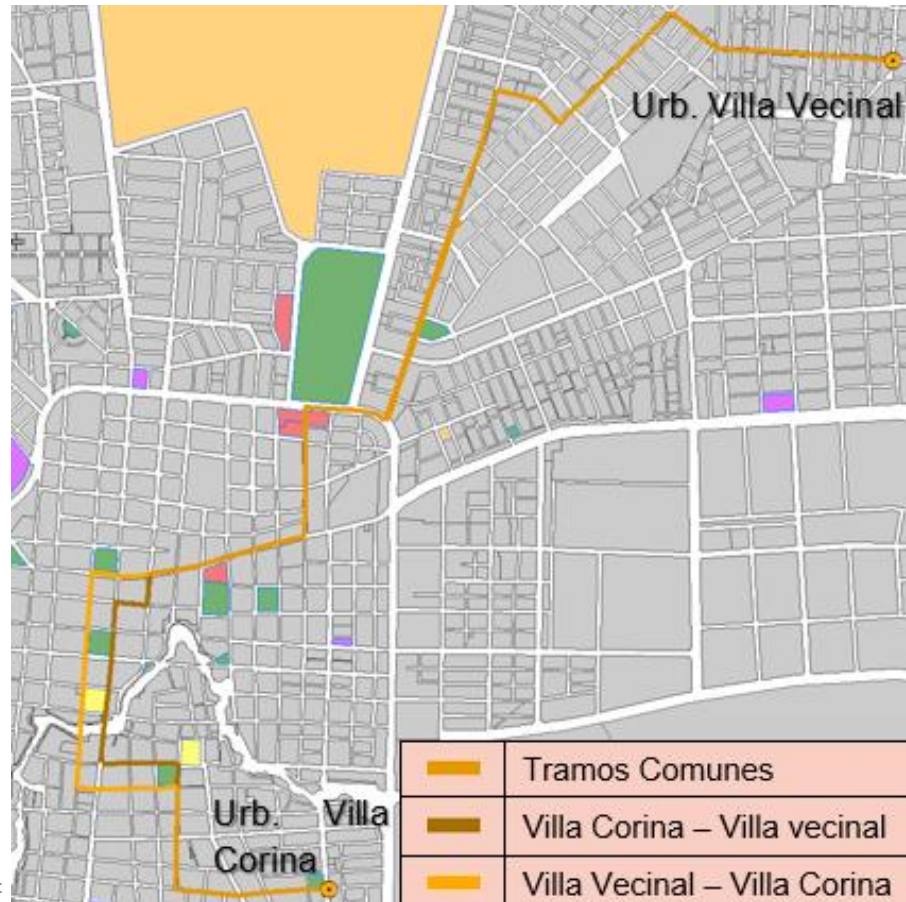 Urb. Villa Vecinal
Urb. Villa
Corina
Tramos Comunes
Villa Corina – Villa vecinal
Villa Vecinal – Villa Corina